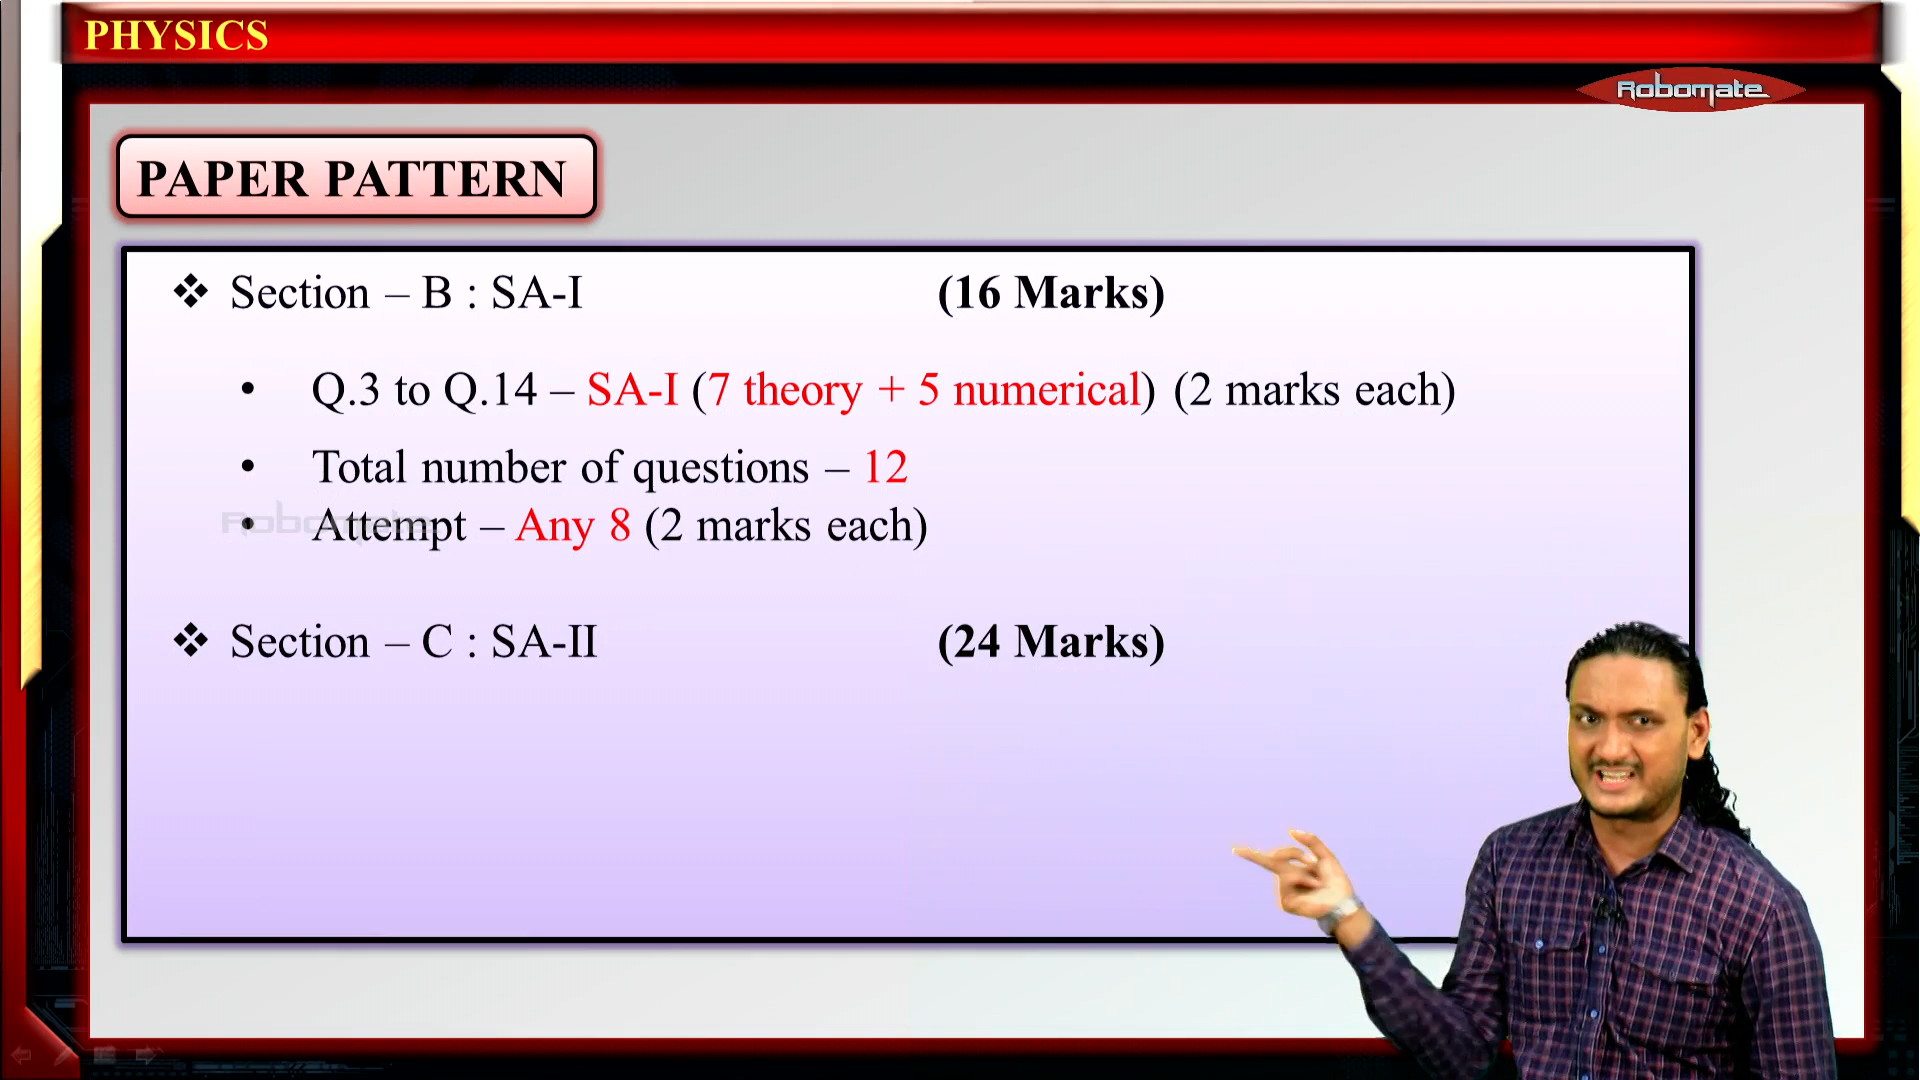 PHYSICS
Robomate
PAPER PATTERN
❖ Section – B : SA-I (16 Marks)
• Q.3 to Q.14 – SA-I (7 theory + 5 numerical) (2 marks each)
• Total number of questions – 12
• Attempt – Any 8 (2 marks each)
Robomate
❖ Section – C : SA-II (24 Marks)